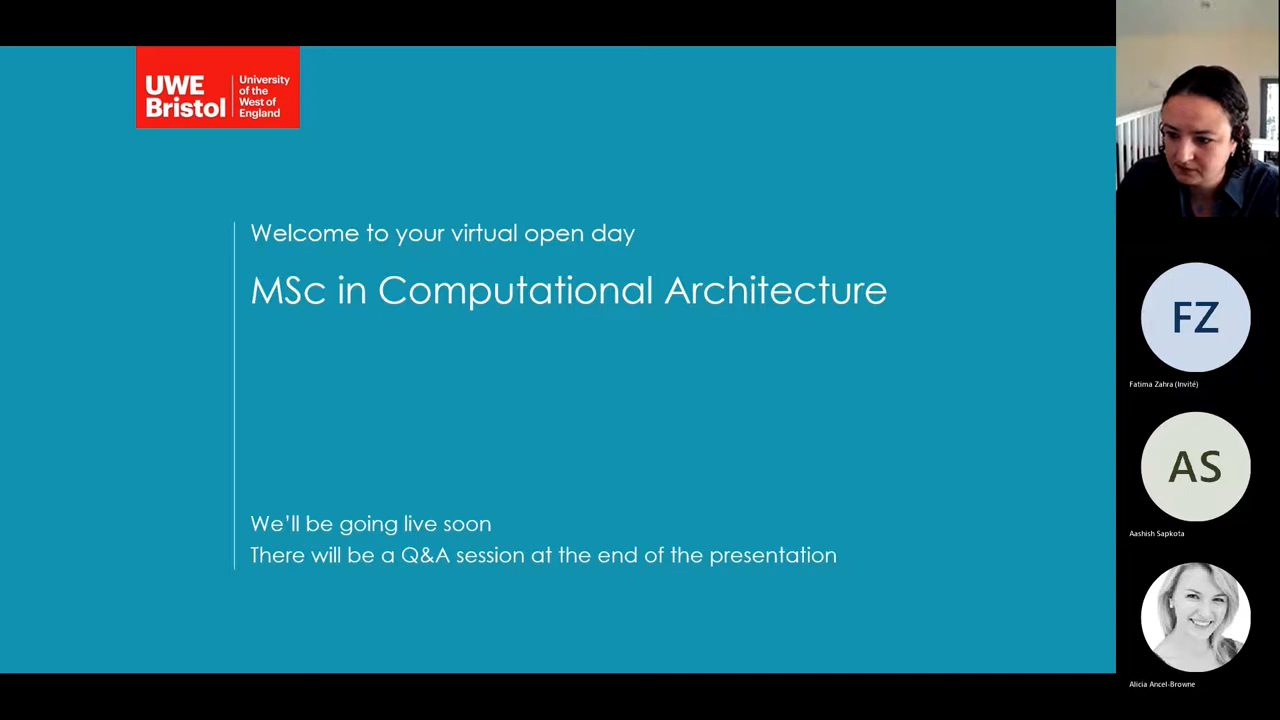 UWE
Bristol
University
of the
West of
England
Welcome to your virtual open day
MSc in Computational Architecture
We'll be going live soon
There will be a Q&A session at the end of the presentation
FZ
Fatima Zahra (Invité)
AS
Aashish Sapkota
Alicia Ancel-Browne